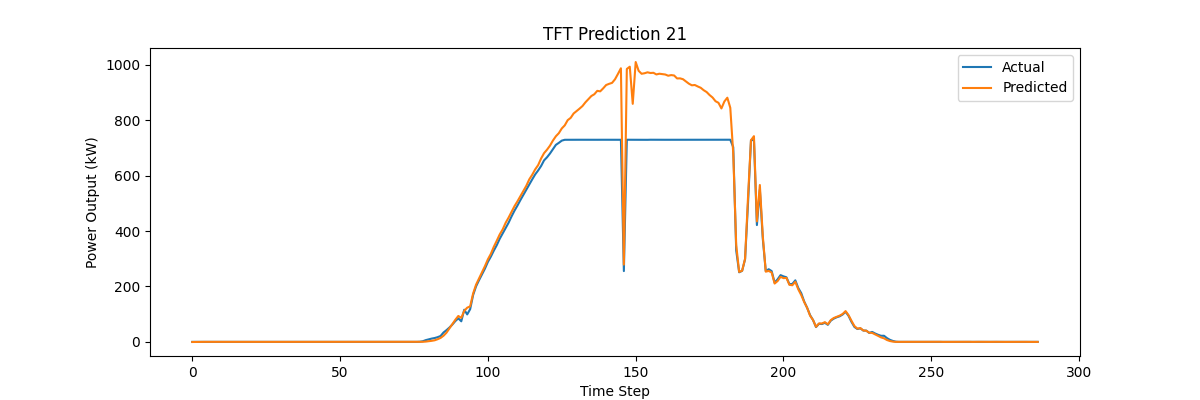 TFT Prediction 21
Actual
Predicted
Power Output (kW)
1000
800
600
400
200
0
0 50 100 150 200 250 300
Time Step